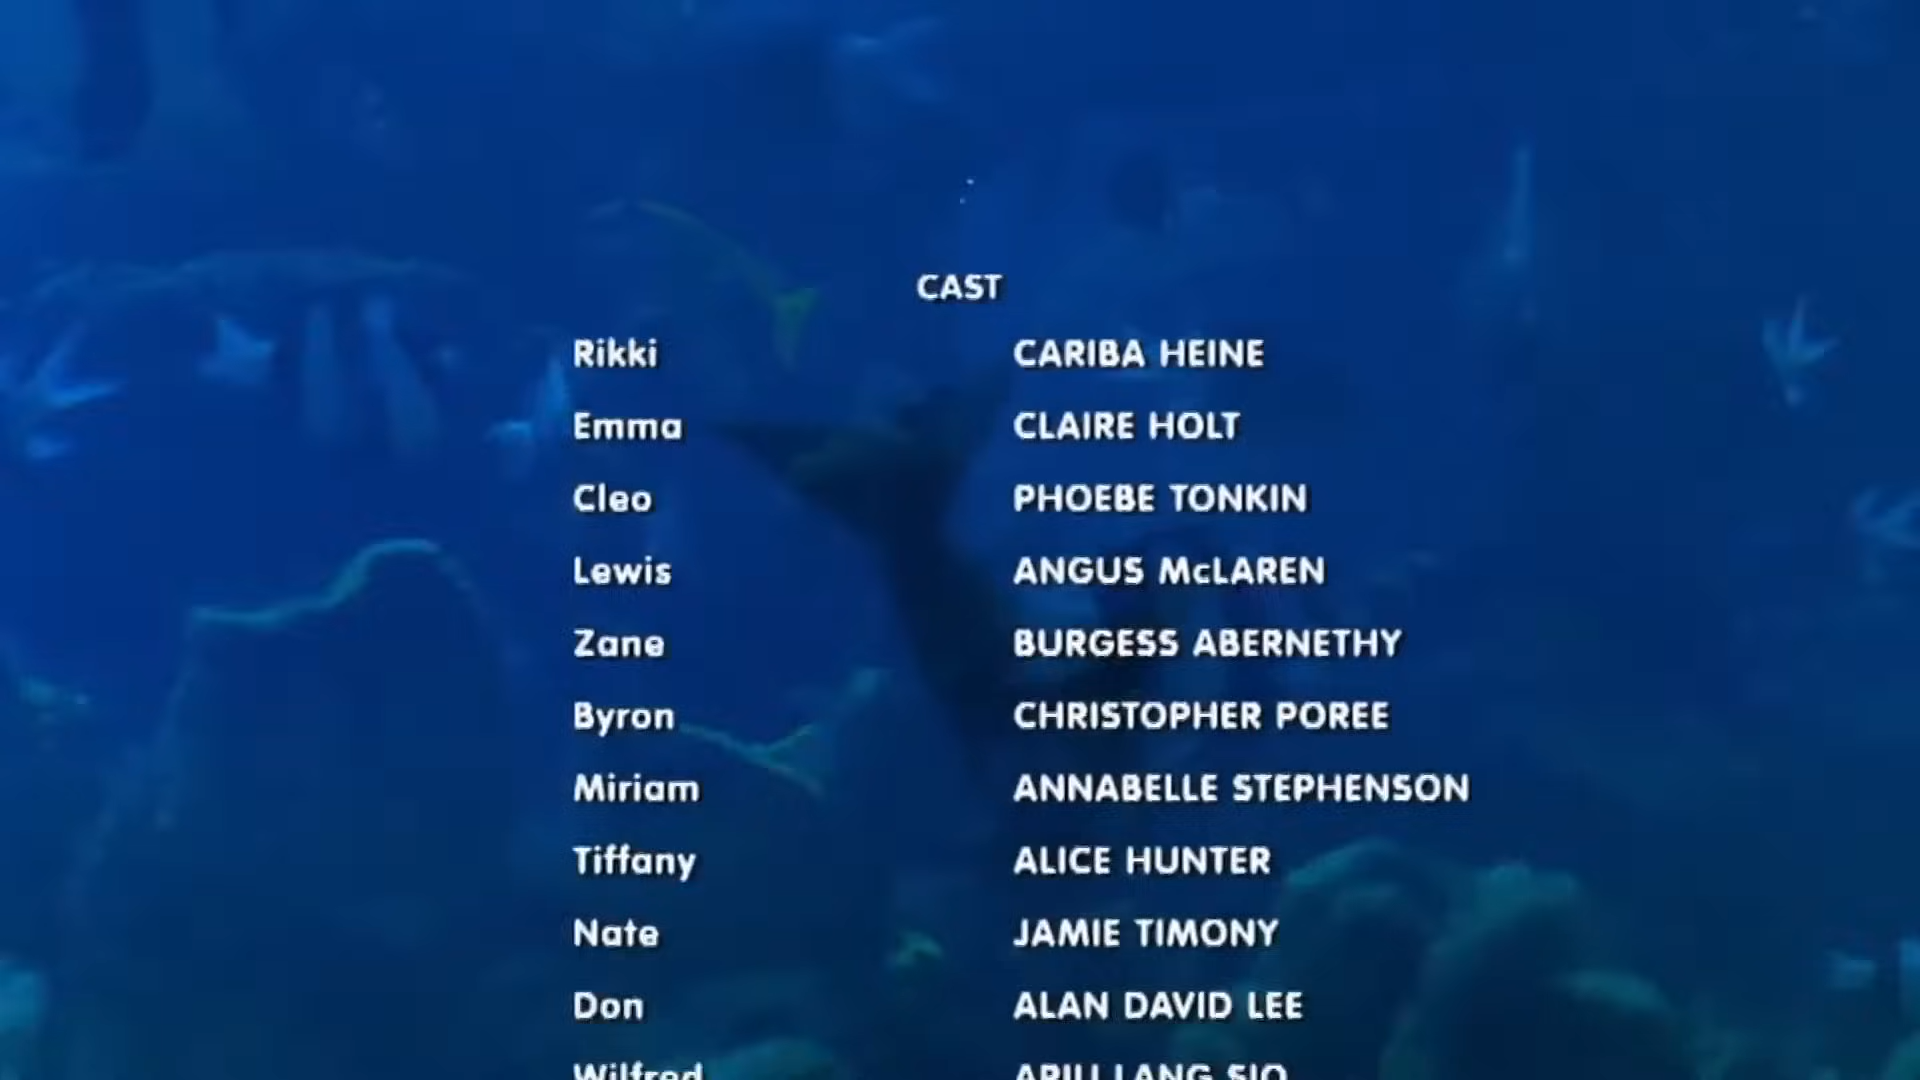 CAST
Rikki CARIBA HEINE
Emma CLAIRE HOLT
Cleo PHOEBE TONKIN
Lewis ANGUS McLAREN
Zane BURGESS ABERNETHY
Byron CHRISTOPHER POREE
Miriam ANNABELLE STEPHENSON
Tiffany ALICE HUNTER
Nate JAMIE TIMONY
Don ALAN DAVID LEE
Wilfred